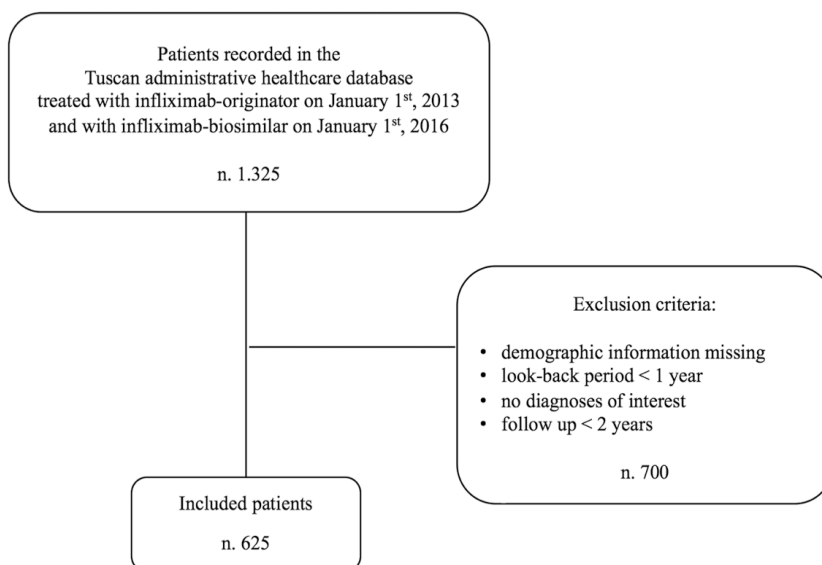 Patients recorded in the
Tuscan administrative healthcare database
treated with infliximab-originator on January 1st, 2013
and with infliximab-biosimilar on January 1st, 2016
n. 1.325
Exclusion criteria:
• demographic information missing
• look-back period < 1 year
• no diagnoses of interest
• follow up < 2 years
n. 700
Included patients
n. 625